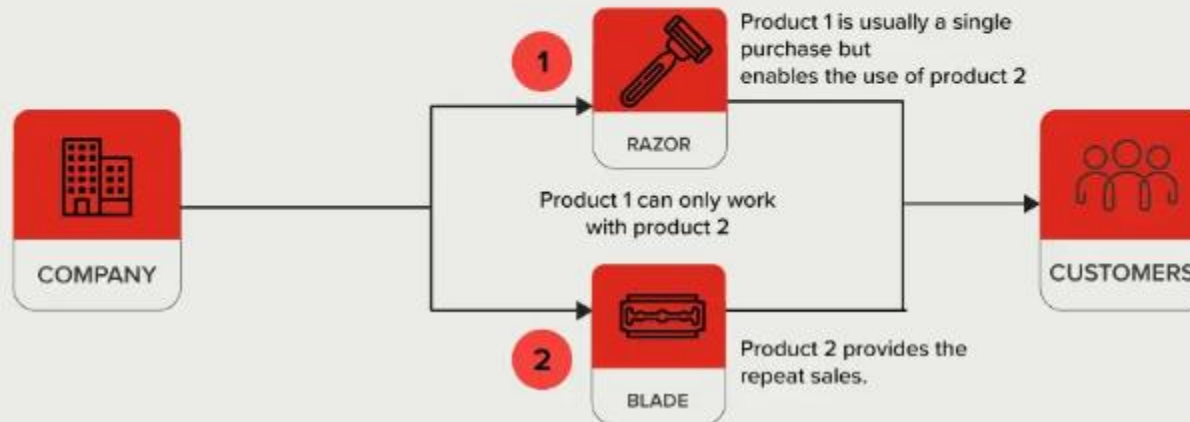 1
RAZOR
Product 1 is usually a single
purchase but
enables the use of product 2
COMPANY
Product 1 can only work
with product 2
CUSTOMERS
2
BLADE
Product 2 provides the
repeat sales.